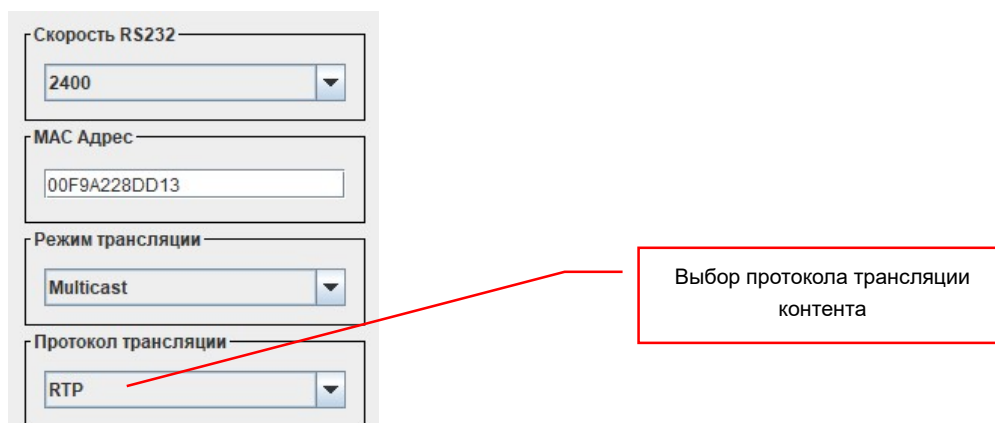 Скорость RS232
2400
MAC Адрес
00F9A228DD13
Режим трансляции
Multicast
Протокол трансляции
RTP
Выбор протокола трансляции
контента